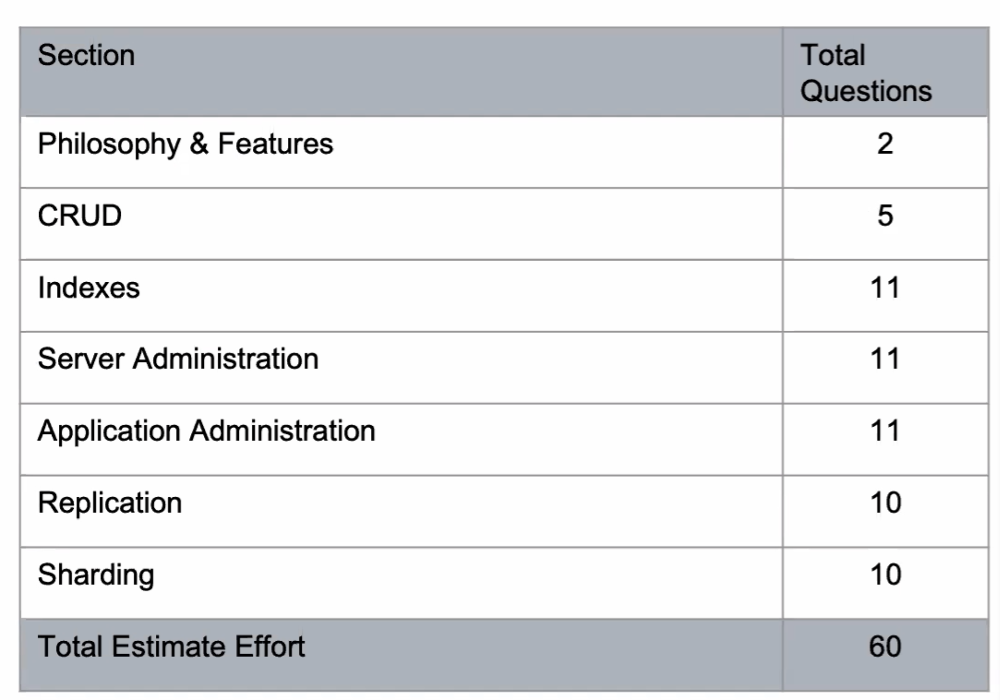 Section
Total
Questions
Philosophy & Features
2
CRUD
5
Indexes
11
Server Administration
11
Application Administration
11
Replication
10
Sharding
10
Total Estimate Effort
60